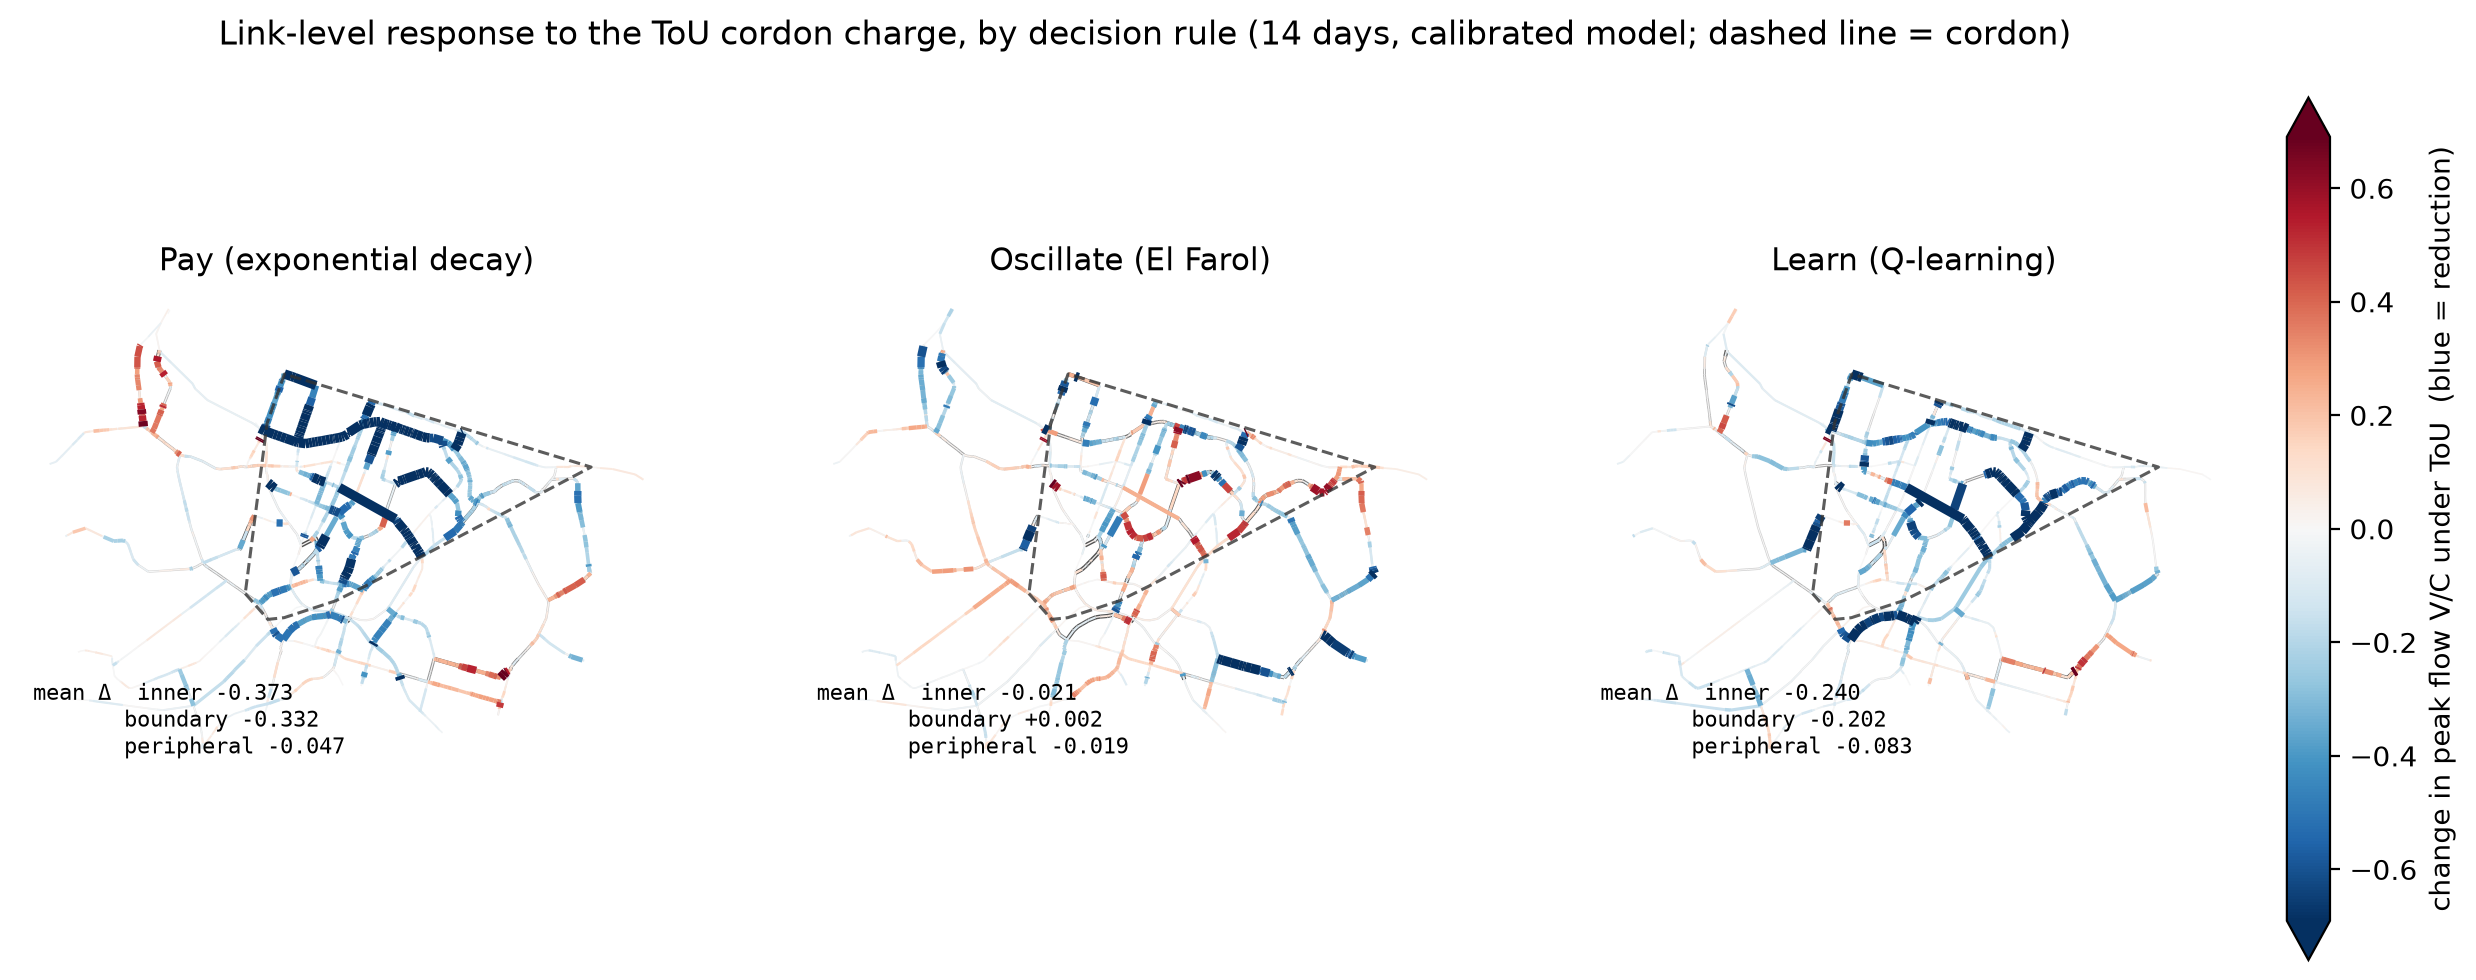 Link-level response to the ToU cordon charge, by decision rule (14 days, calibrated model; dashed line = cordon)
Pay (exponential decay)
mean Δ  inner -0.373
boundary -0.332
peripheral -0.047
Oscillate (El Farol)
mean Δ  inner -0.021
boundary +0.002
peripheral -0.019
Learn (Q-learning)
mean Δ  inner -0.240
boundary -0.202
peripheral -0.083
0.6
0.4
0.2
0.0
−0.2
−0.4
−0.6
change in peak flow V/C under ToU  (blue = reduction)